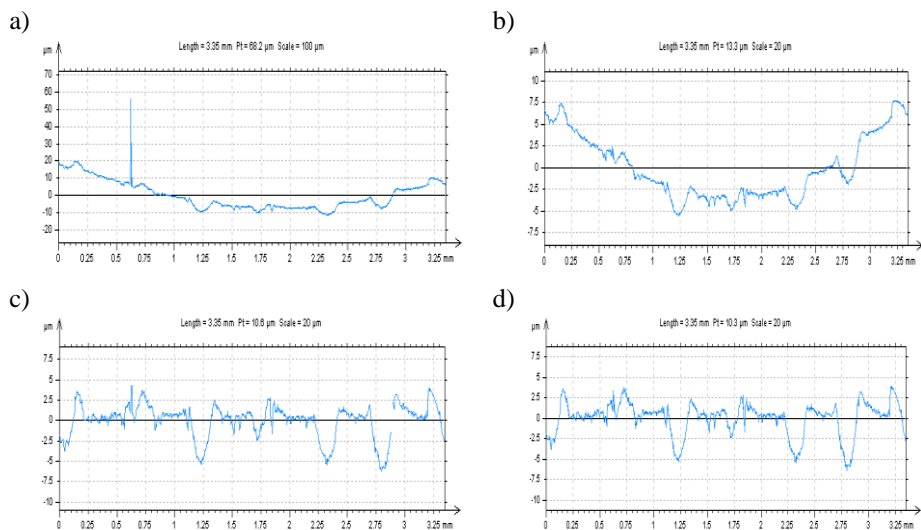 a)
Length = 3.35 mm Pt = 68.2 µm Scale = 100 µm
µm
70
60
50
40
30
20
10
0
-10
-20
0 0.25 0.5 0.75 1 1.25 1.5 1.75 2 2.25 2.5 2.75 3 3.25 mm
b)
Length = 3.35 mm Pt = 13.3 µm Scale = 20 µm
µm
10
7.5
5
2.5
0
-2.5
-5
-7.5
0 0.25 0.5 0.75 1 1.25 1.5 1.75 2 2.25 2.5 2.75 3 3.25 mm
c)
Length = 3.35 mm Pt = 10.6 µm Scale = 20 µm
µm
7.5
5
2.5
0
-2.5
-5
-7.5
-10
0 0.25 0.5 0.75 1 1.25 1.5 1.75 2 2.25 2.5 2.75 3 3.25 mm
d)
Length = 3.35 mm Pt = 10.3 µm Scale = 20 µm
µm
7.5
5
2.5
0
-2.5
-5
-7.5
-10
0 0.25 0.5 0.75 1 1.25 1.5 1.75 2 2.25 2.5 2.75 3 3.25 mm